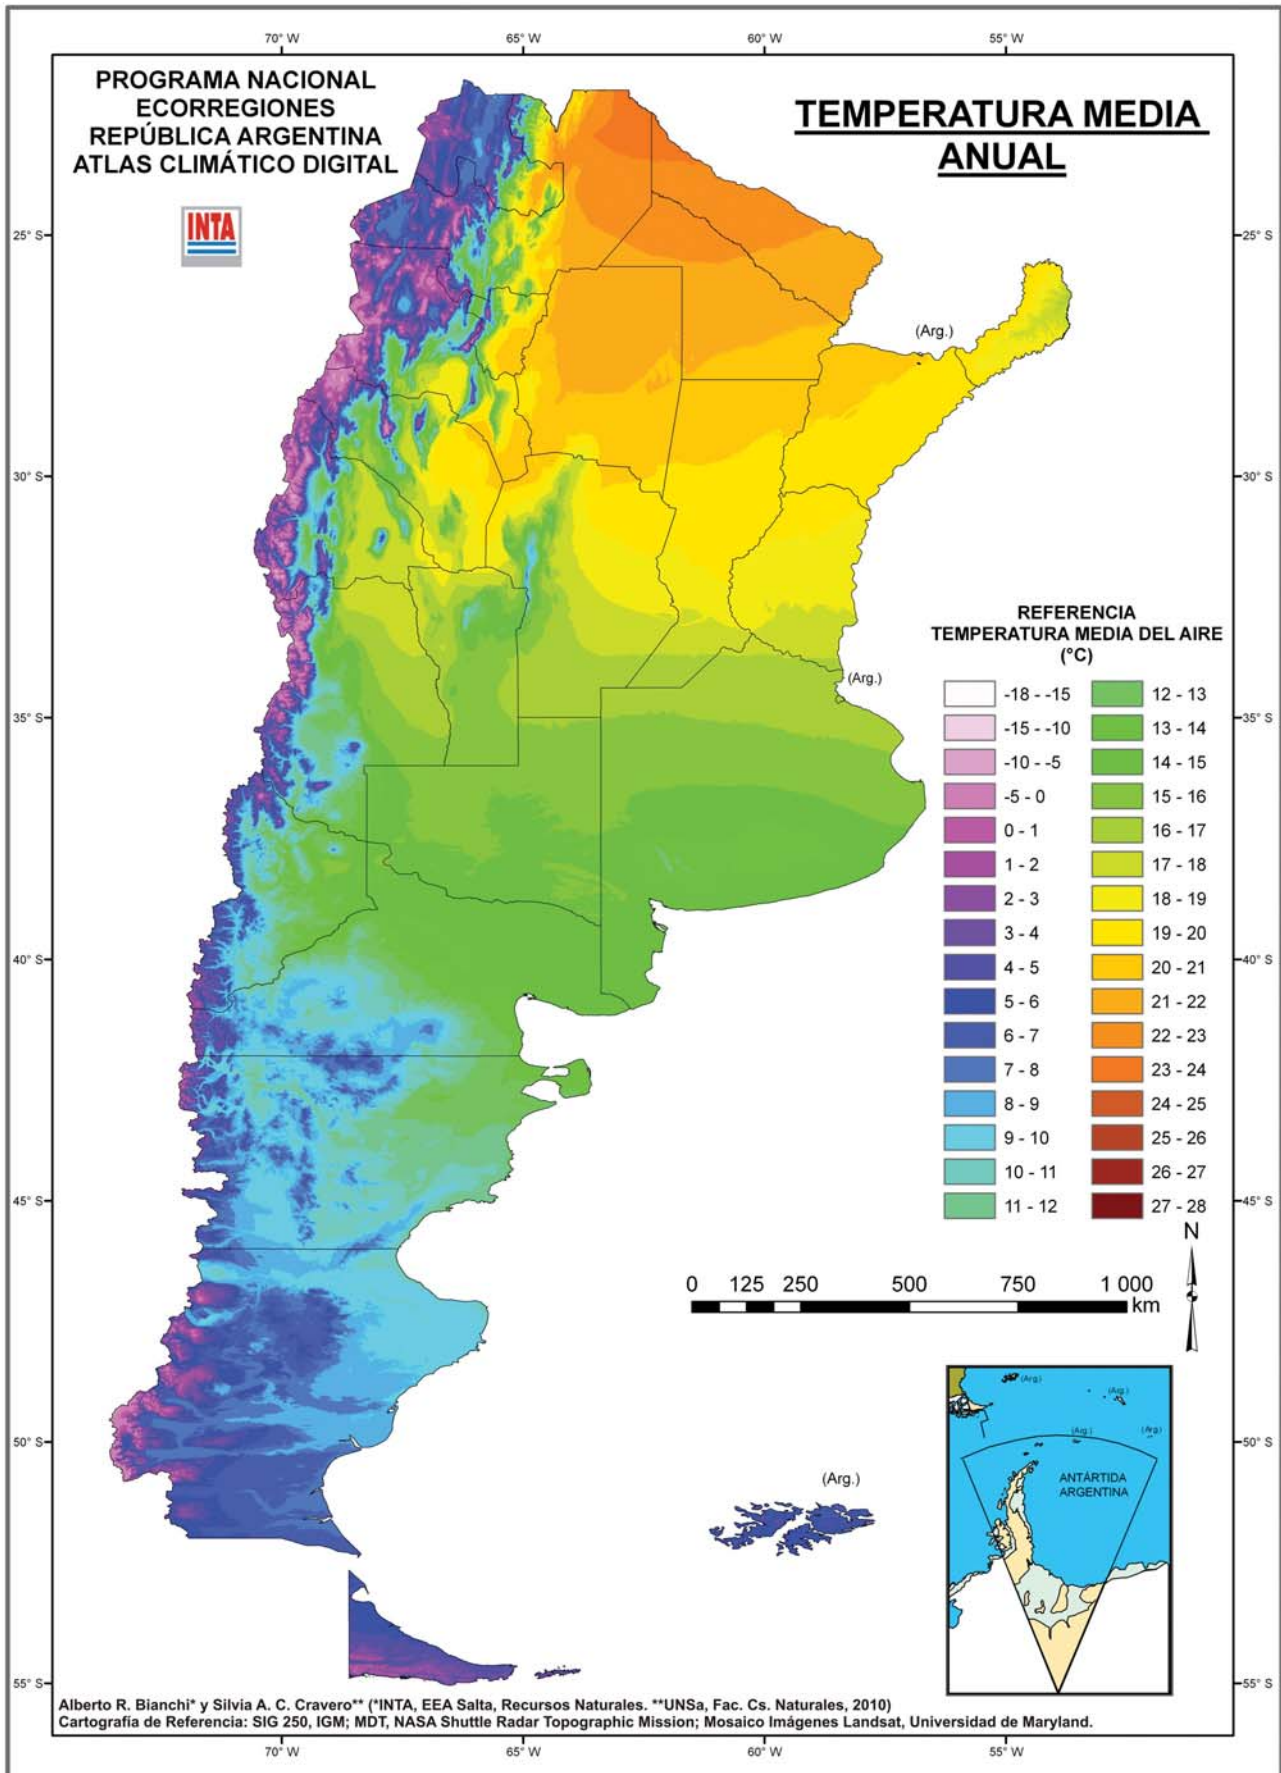 70° W 65° W 60° W 55° W
PROGRAMA NACIONAL
ECORREGIONES
REPÚBLICA ARGENTINA
ATLAS CLIMÁTICO DIGITAL
INTA
TEMPERATURA MEDIA
ANUAL
25° S 25° S
(Arg.)
30° S 30° S
REFERENCIA
TEMPERATURA MEDIA DEL AIRE
(°C)
(Arg.)
-18 - -15 12 - 13
35° S 35° S
-15 - -10 13 - 14
-10 - -5 14 - 15
-5 - 0 15 - 16
0 - 1 16 - 17
1 - 2 17 - 18
2 - 3 18 - 19
3 - 4 19 - 20
40° S 40° S
4 - 5 20 - 21
5 - 6 21 - 22
6 - 7 22 - 23
7 - 8 23 - 24
8 - 9 24 - 25
9 - 10 25 - 26
10 - 11 26 - 27
11 - 12 27 - 28
45° S 45° S
N
0 125 250 500 750 1 000
km
(Arg.)
(Arg.)
(Arg.)
(Arg.)
50° S 50° S
ANTÁRTIDA
ARGENTINA
(Arg.)
55° S 55° S
Alberto R. Bianchi* y Silvia A. C. Cravero** (*INTA, EEA Salta, Recursos Naturales. **UNSa, Fac. Cs. Naturales, 2010)
Cartografía de Referencia: SIG 250, IGM; MDT, NASA Shuttle Radar Topographic Mission; Mosaico Imágenes Landsat, Universidad de Maryland.
70° W 65° W 60° W 55° W